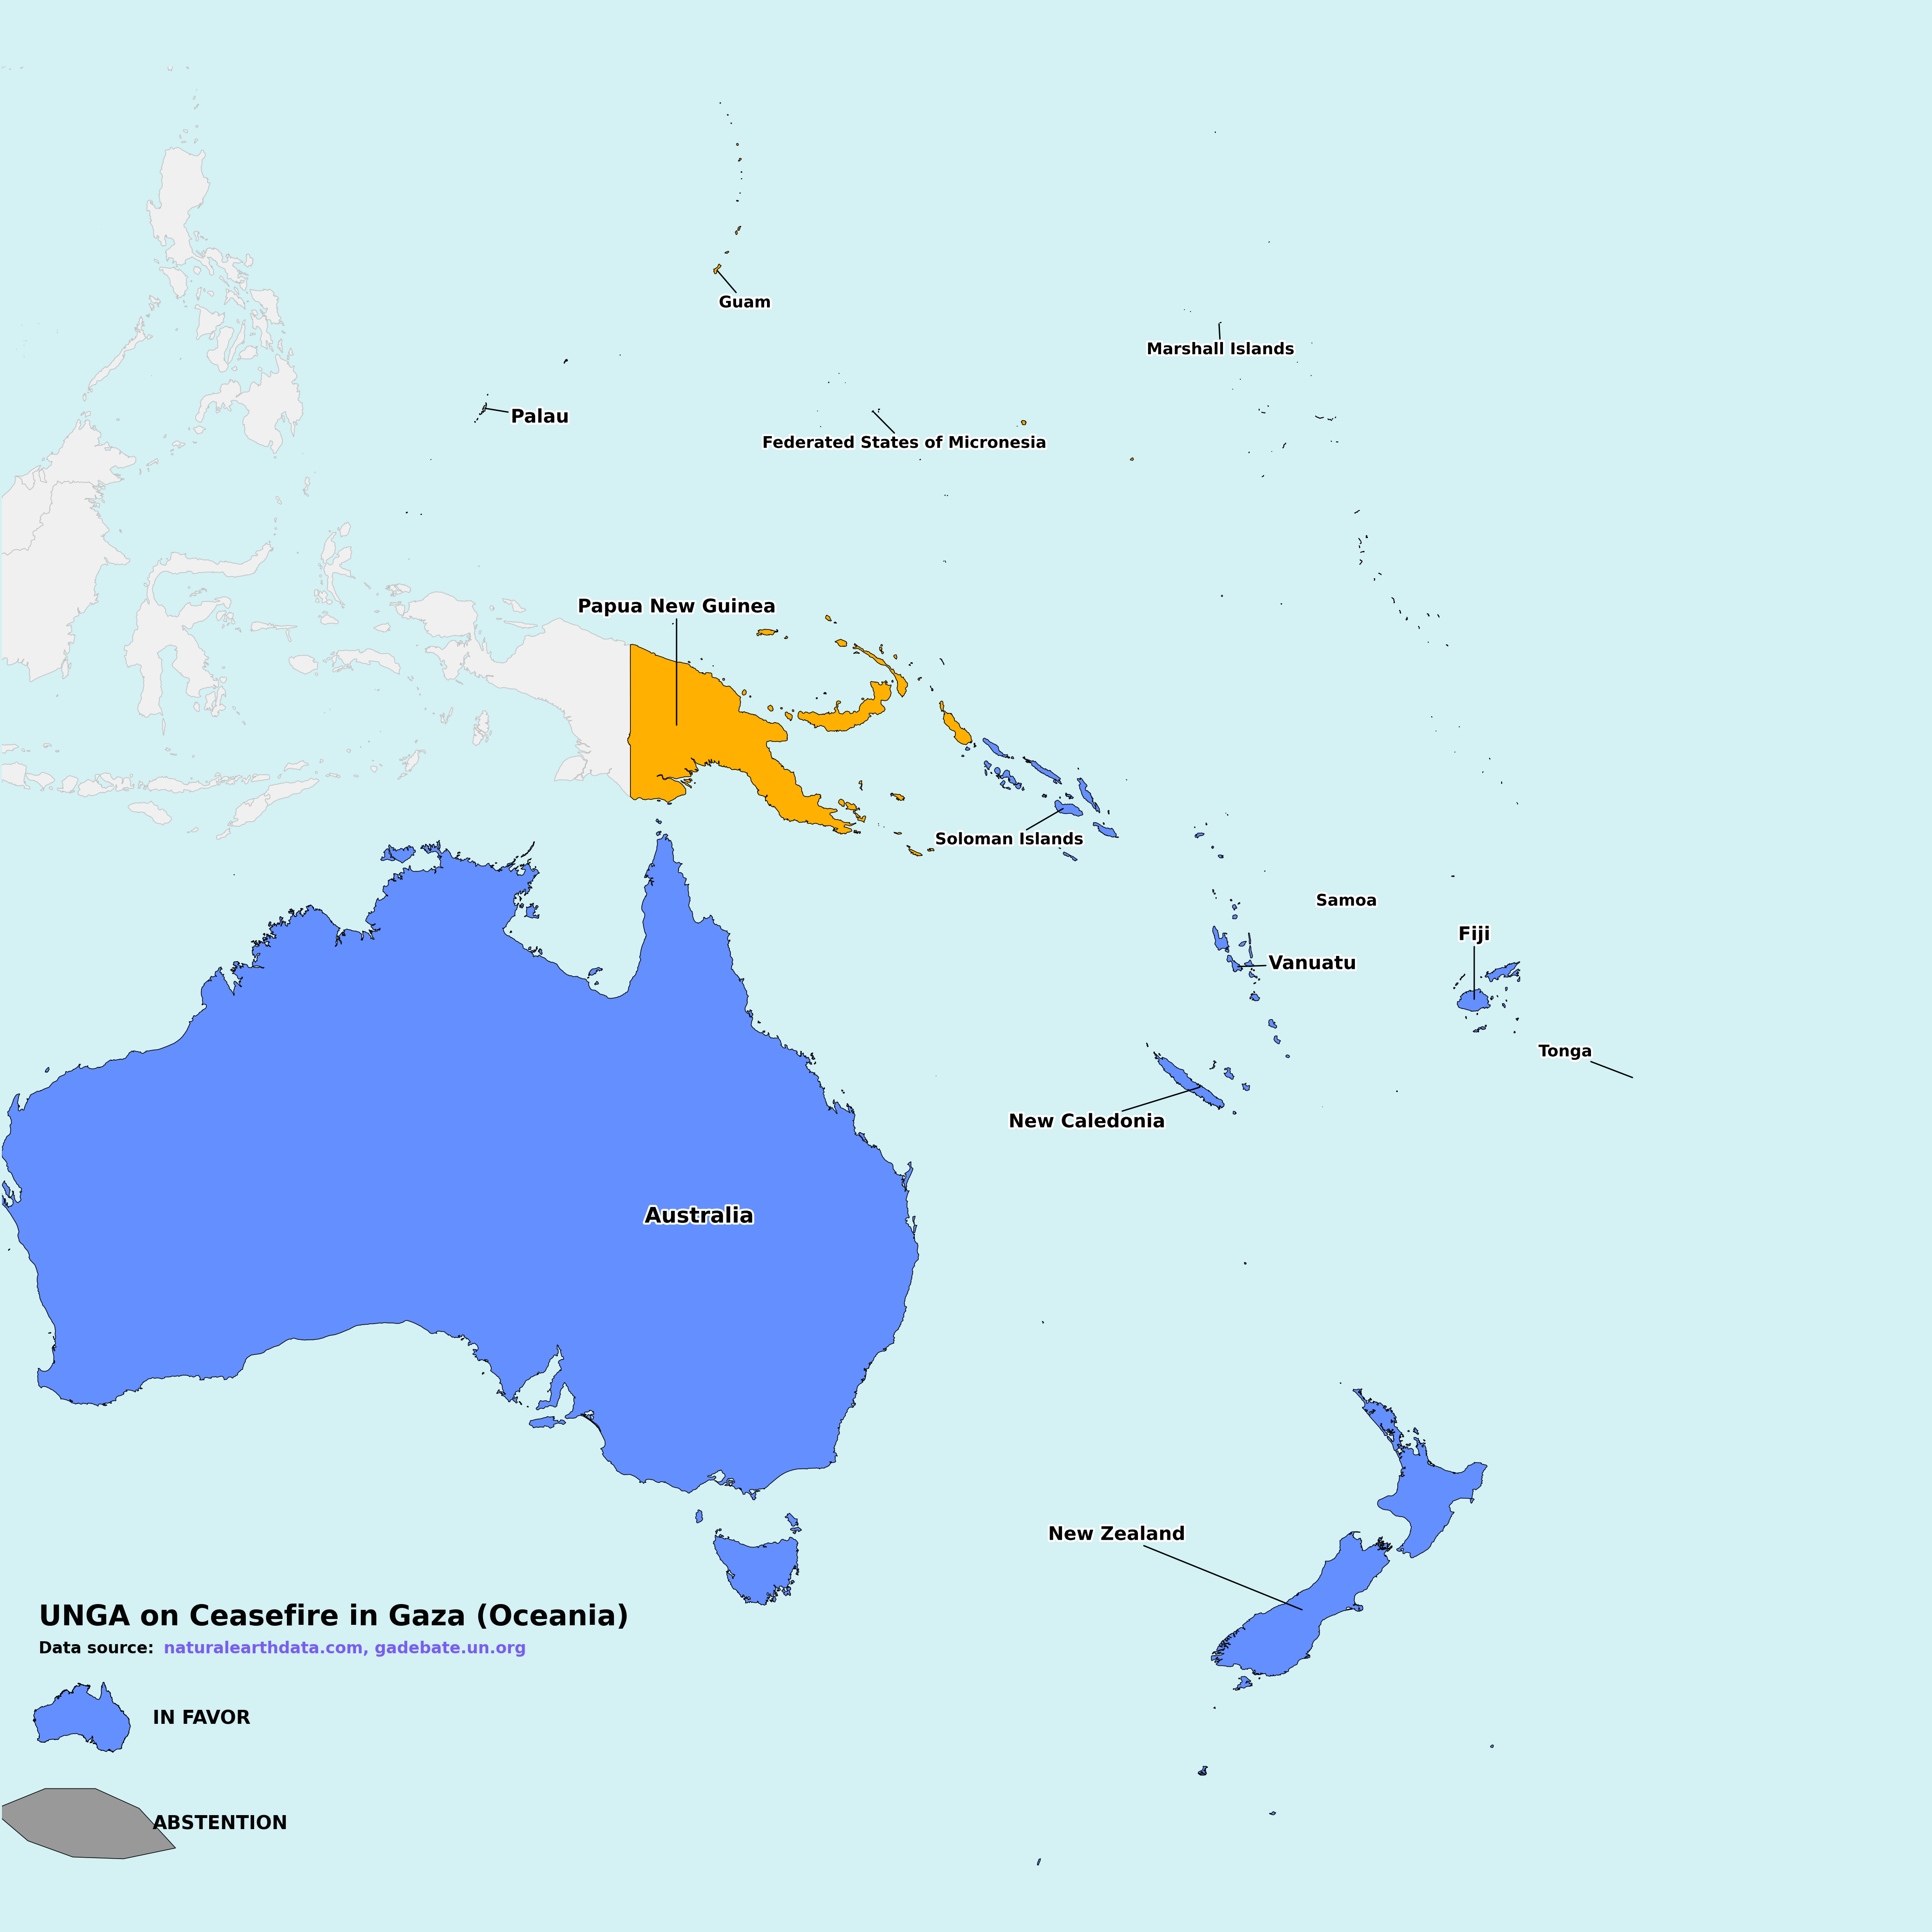 Guam
Marshall Islands
Palau
Federated States of Micronesia
Papua New Guinea
Soloman Islands
Samoa
Fiji
Vanuatu
Tonga
New Caledonia
Australia
New Zealand
UNGA on Ceasefire in Gaza (Oceania)
Data source: naturalearthdata.com, gadebate.un.org
IN FAVOR
ABSTENTION